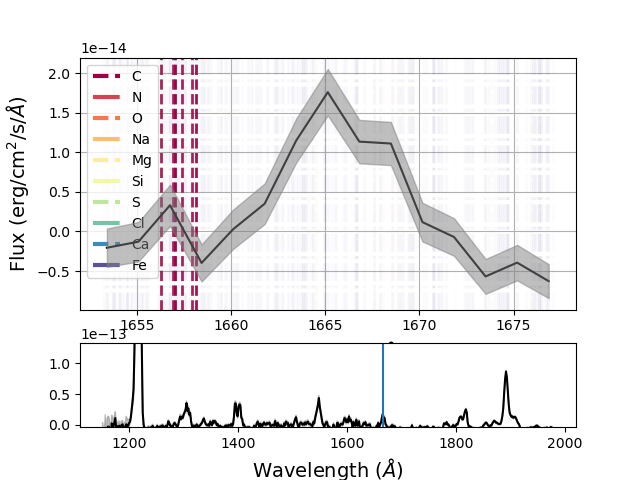 1e−14
Flux (erg/cm²/s/Å)
2.0
1.5
1.0
0.5
0.0
−0.5
C
N
O
Na
Mg
Si
S
Cl
Ca
Fe
1655 1660 1665 1670 1675
1e−13
1.0
0.5
0.0
1200 1400 1600 1800 2000
Wavelength (Å)